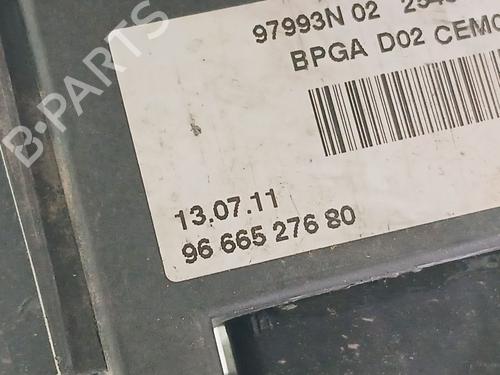 97993N 02
BPGA D02 CEMO
13.07.11
96 665 276 80
B-PARTS